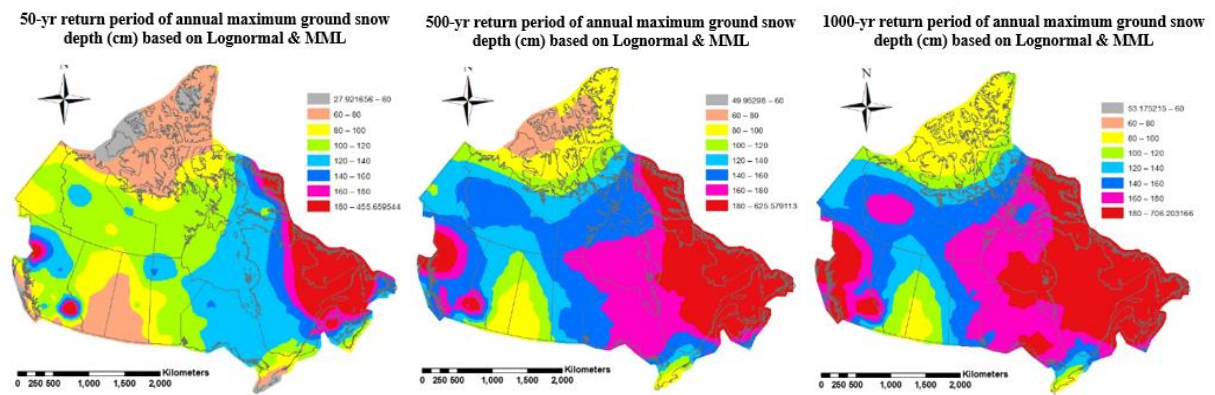 50-yr return period of annual maximum ground snow
depth (cm) based on Lognormal & MML
27.921656 – 60
60 – 80
80 – 100
100 – 120
120 – 140
140 – 160
160 – 180
180 – 455.659544
Kilometers
0 250 500 1,000 1,500 2,000
500-yr return period of annual maximum ground snow
depth (cm) based on Lognormal & MML
49.95298 – 60
60 – 80
80 – 100
100 – 120
120 – 140
140 – 160
160 – 180
180 – 625.579113
Kilometers
0 250 500 1,000 1,500 2,000
1000-yr return period of annual maximum ground snow
depth (cm) based on Lognormal & MML
N
53.175215 – 60
60 – 80
80 – 100
100 – 120
120 – 140
140 – 160
160 – 180
180 – 706.203166
Kilometers
0 250 500 1,000 1,500 2,000